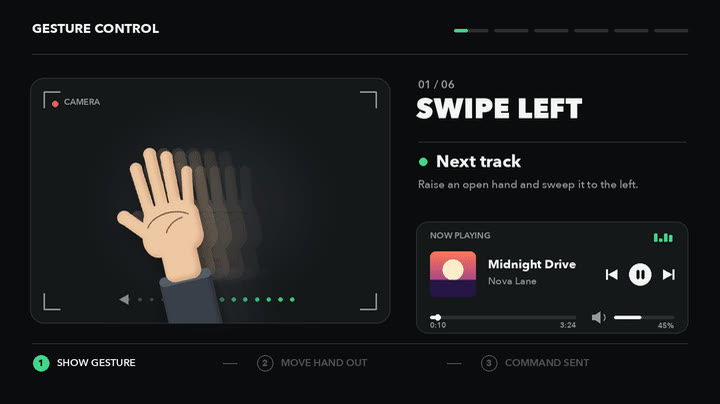 GESTURE CONTROL
CAMERA
01 / 06
SWIPE LEFT
Next track
Raise an open hand and sweep it to the left.
NOW PLAYING
Midnight Drive
Nova Lane
0:10
3:24
45%
1 SHOW GESTURE
2 MOVE HAND OUT
3 COMMAND SENT